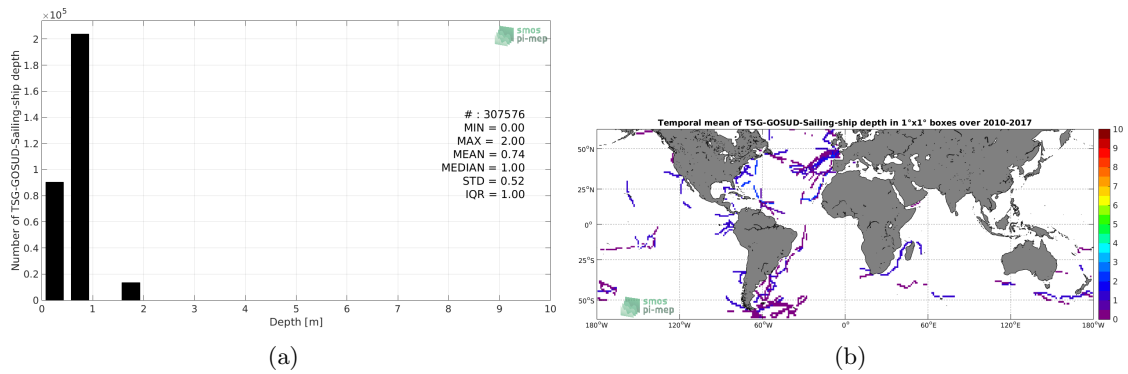 ×10⁵
2
1.8
1.6
1.4
1.2
1
0.8
0.6
0.4
0.2
0
Number of TSG-GOSUD-Sailing-ship depth
0 1 2 3 4 5 6 7 8 9 10
Depth [m]
smos
pi-mep
# : 307576
MIN = 0.00
MAX = 2.00
MEAN = 0.74
MEDIAN = 1.00
STD = 0.52
IQR = 1.00
(a)
Temporal mean of TSG-GOSUD-Sailing-ship depth in 1°x1° boxes over 2010-2017
50°N
25°N
0°
25°S
50°S
180°W 120°W 60°W 0° 60°E 120°E 180°W
smos
pi-mep
10
9
8
7
6
5
4
3
2
1
0
(b)